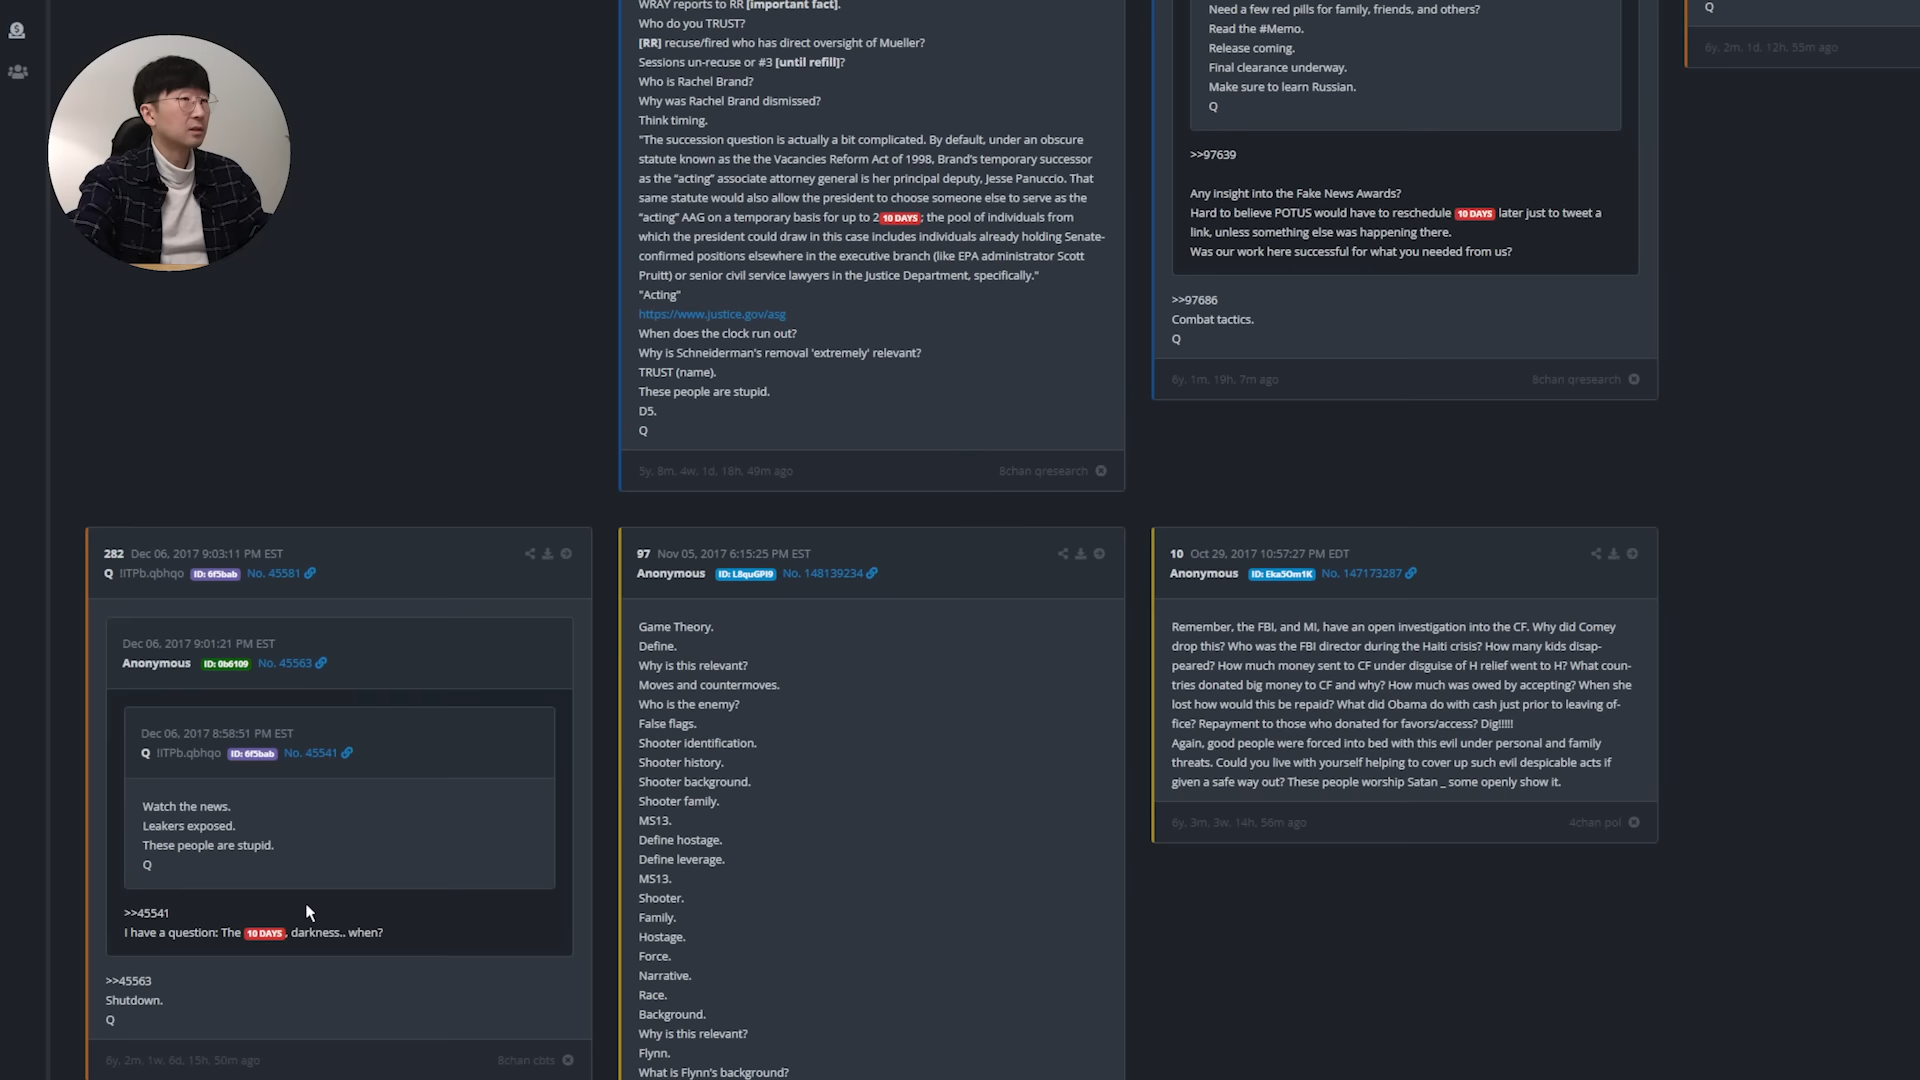 WRAY reports to RR [important fact].
Who do you TRUST?
[RR] recuse/fired who has direct oversight of Mueller?
Sessions un-recuse or #3 [until refill]?
Who is Rachel Brand?
Why was Rachel Brand dismissed?
Think timing.
"The succession question is actually a bit complicated. By default, under an obscure
statute known as the the Vacancies Reform Act of 1998, Brand's temporary successor
as the “acting” associate attorney general is her principal deputy, Jesse Panuccio. That
same statute would also allow the president to choose someone else to serve as the
“acting” AAG on a temporary basis for up to 2 10 DAYS; the pool of individuals from
which the president could draw in this case includes individuals already holding Senate-
confirmed positions elsewhere in the executive branch (like EPA administrator Scott
Pruitt) or senior civil service lawyers in the Justice Department, specifically."
"Acting"
https://www.justice.gov/asg
When does the clock run out?
Why is Schneiderman's removal 'extremely' relevant?
TRUST (name).
These people are stupid.
D5.
Q
5y, 8m, 4w, 1d, 18h, 49m ago
8chan qresearch
Need a few red pills for family, friends, and others?
Read the #Memo.
Release coming.
Final clearance underway.
Make sure to learn Russian.
Q
>>97639
Any insight into the Fake News Awards?
Hard to believe POTUS would have to reschedule 10 DAYS later just to tweet a
link, unless something else was happening there.
Was our work here successful for what you needed from us?
>>97686
Combat tactics.
Q
6y, 1m, 19h, 7m ago
8chan qresearch
Q
6y, 2m, 1d, 12h, 55m ago
282 Dec 06, 2017 9:03:11 PM EST
Q !ITPb.qbhqo ID: 6f5bab No. 45581
Dec 06, 2017 9:01:21 PM EST
Anonymous ID: 0b6109 No. 45563
Dec 06, 2017 8:58:51 PM EST
Q !ITPb.qbhqo ID: 6f5bab No. 45541
Watch the news.
Leakers exposed.
These people are stupid.
Q
>>45541
I have a question: The 10 DAYS, darkness.. when?
>>45563
Shutdown.
Q
6y, 2m, 1w, 6d, 15h, 50m ago
8chan cbts
97 Nov 05, 2017 6:15:25 PM EST
Anonymous ID: L8quGPI9 No. 148139234
Game Theory.
Define.
Why is this relevant?
Moves and countermoves.
Who is the enemy?
False flags.
Shooter identification.
Shooter history.
Shooter background.
Shooter family.
MS13.
Define hostage.
Define leverage.
MS13.
Shooter.
Family.
Hostage.
Force.
Narrative.
Race.
Background.
Why is this relevant?
Flynn.
What is Flynn's background?
10 Oct 29, 2017 10:57:27 PM EDT
Anonymous ID: Eka5Om1K No. 147173287
Remember, the FBI, and MI, have an open investigation into the CF. Why did Comey
drop this? Who was the FBI director during the Haiti crisis? How many kids disap-
peared? How much money sent to CF under disguise of H relief went to H? What coun-
tries donated big money to CF and why? How much was owed by accepting? When she
lost how would this be repaid? What did Obama do with cash just prior to leaving of-
fice? Repayment to those who donated for favors/access? Dig!!!!!
Again, good people were forced into bed with this evil under personal and family
threats. Could you live with yourself helping to cover up such evil despicable acts if
given a safe way out? These people worship Satan _ some openly show it.
6y, 3m, 3w, 14h, 56m ago
4chan pol